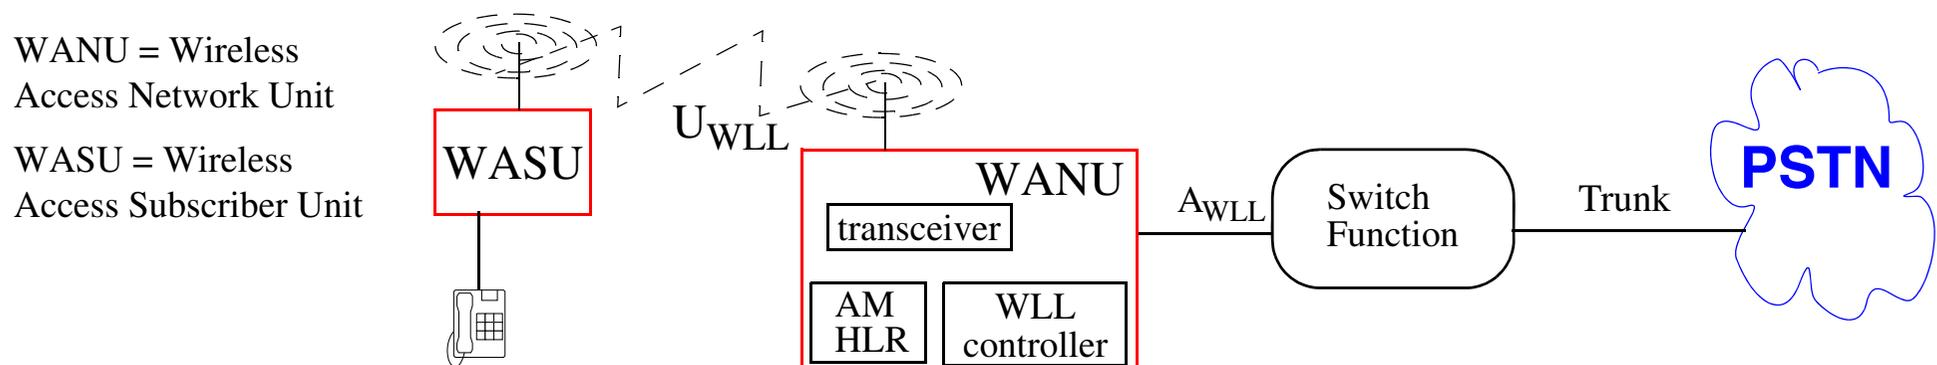 WANU = Wireless
Access Network Unit
WASU = Wireless
Access Subscriber Unit
WASU
UWLL
WANU
transceiver
AM
HLR
WLL
controller
AWLL
Switch
Function
Trunk
PSTN